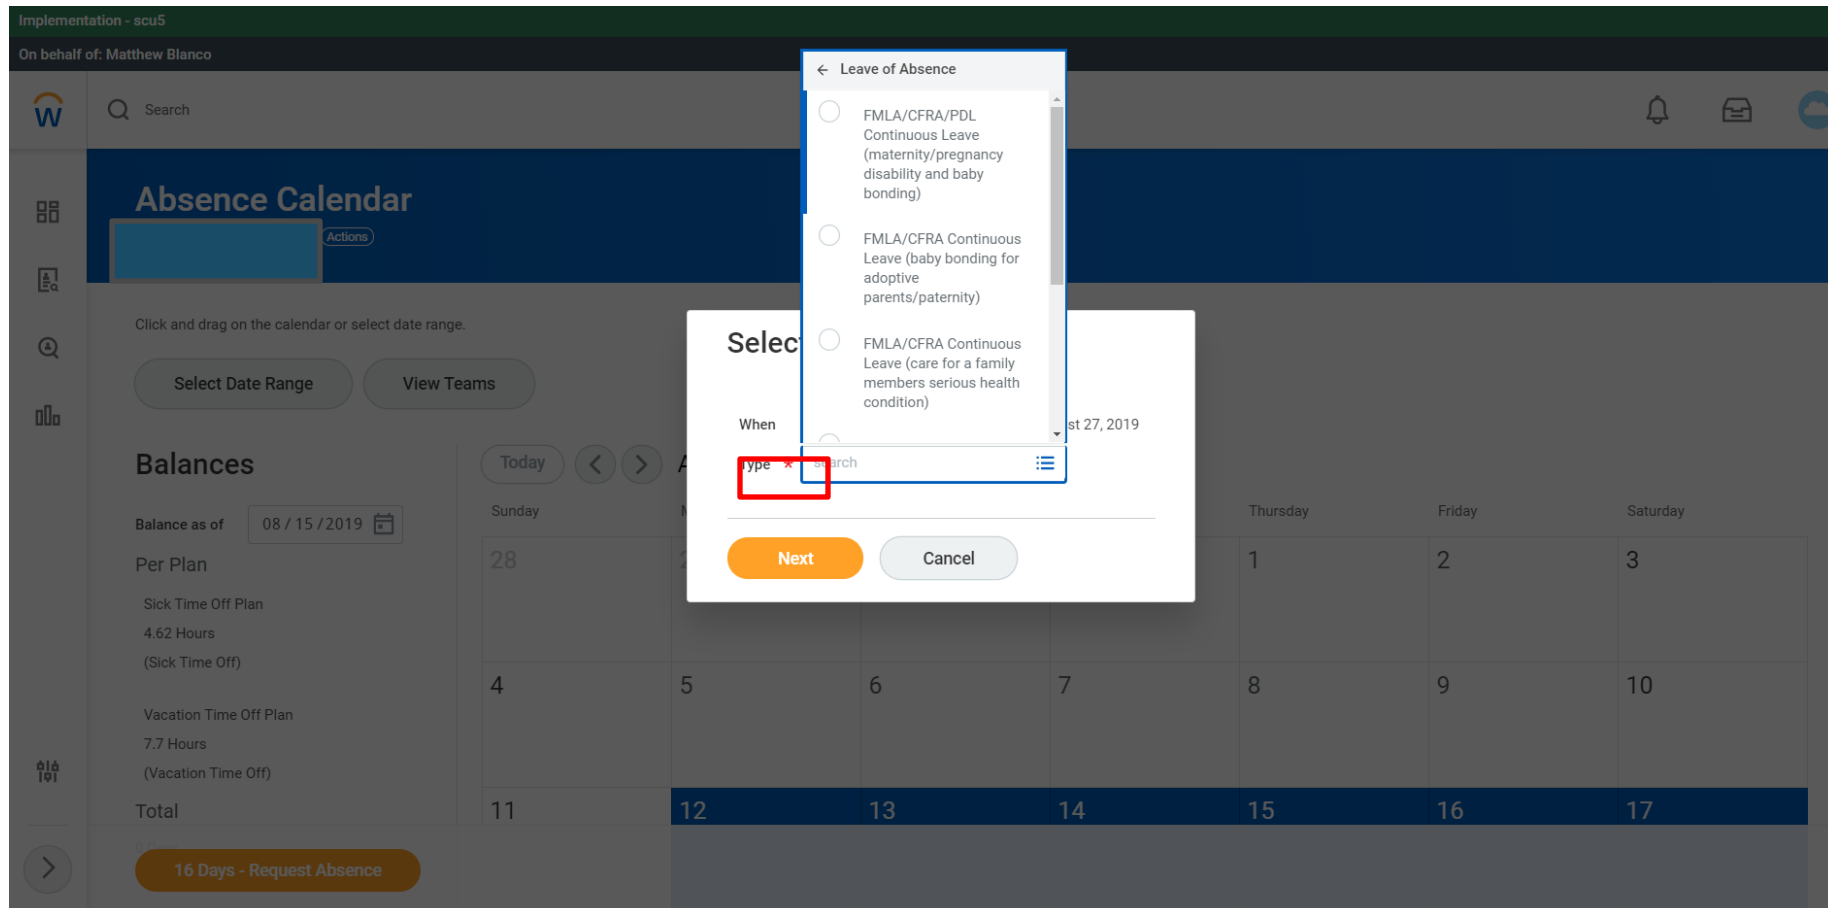 Implementation - scu5
On behalf of: Matthew Blanco
Leave of Absence
Search
FMLA/CFRA/PDL
Continuous Leave
(maternity/pregnancy
disability and baby
bonding)
Absence Calendar
Actions
FMLA/CFRA Continuous
Leave (baby bonding for
adoptive
parents/paternity)
Click and drag on the calendar or select date range.
Select Date Range
View Teams
FMLA/CFRA Continuous
Leave (care for a family
members serious health
condition)
Selec
When
st 27, 2019
Type *
search
Next
Cancel
Balances
Today
Balance as of 08 / 15 / 2019
Per Plan
Sick Time Off Plan
4.62 Hours
(Sick Time Off)
Vacation Time Off Plan
7.7 Hours
(Vacation Time Off)
Total
16 Days - Request Absence
Sunday Thursday Friday Saturday
28 1 2 3
4 5 6 7 8 9 10
11 12 13 14 15 16 17